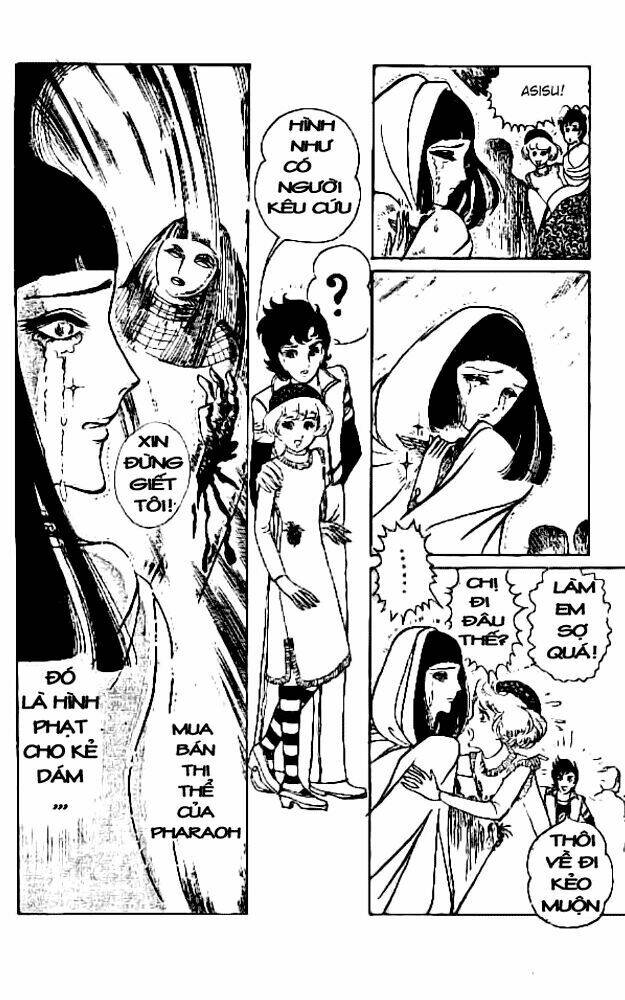 HÌNH
NHƯ
CÓ
NGƯỜI
KÊU CỨU
?
XIN
ĐỪNG
GIẾT
TÔI!
ĐÓ
LÀ HÌNH
PHẠT
CHO KẺ
DÁM
,,,
MUA
BÁN
THI
THỂ
CỦA
PHARAOH
ASISU!
......
CHỊ
ĐI
ĐÂU
THẾ?
LÀM
EM
SỢ
QUÁ!
THÔI
VỀ ĐI
KẺO
MUỘN